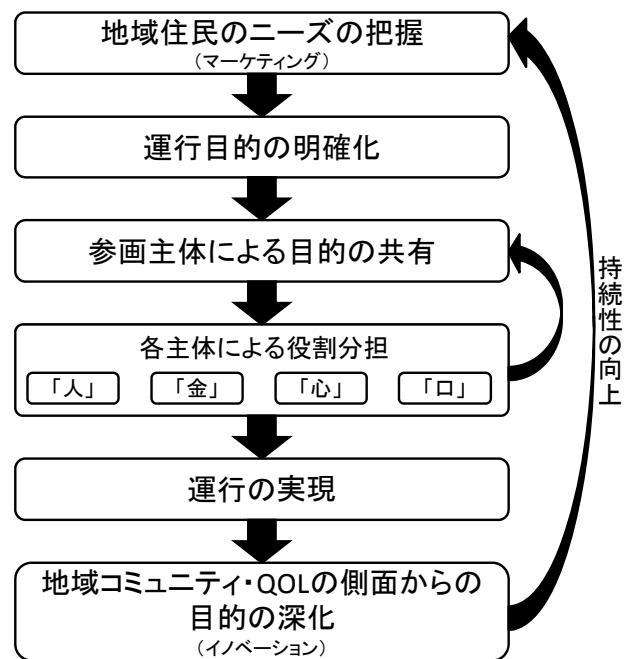 地域住民のニーズの把握
(マーケティング)
運行目的の明確化
参画主体による目的の共有
各主体による役割分担
「人」 「金」 「心」 「口」
運行の実現
地域コミュニティ・QOLの側面からの
目的の深化
(イノベーション)
持続性の向上